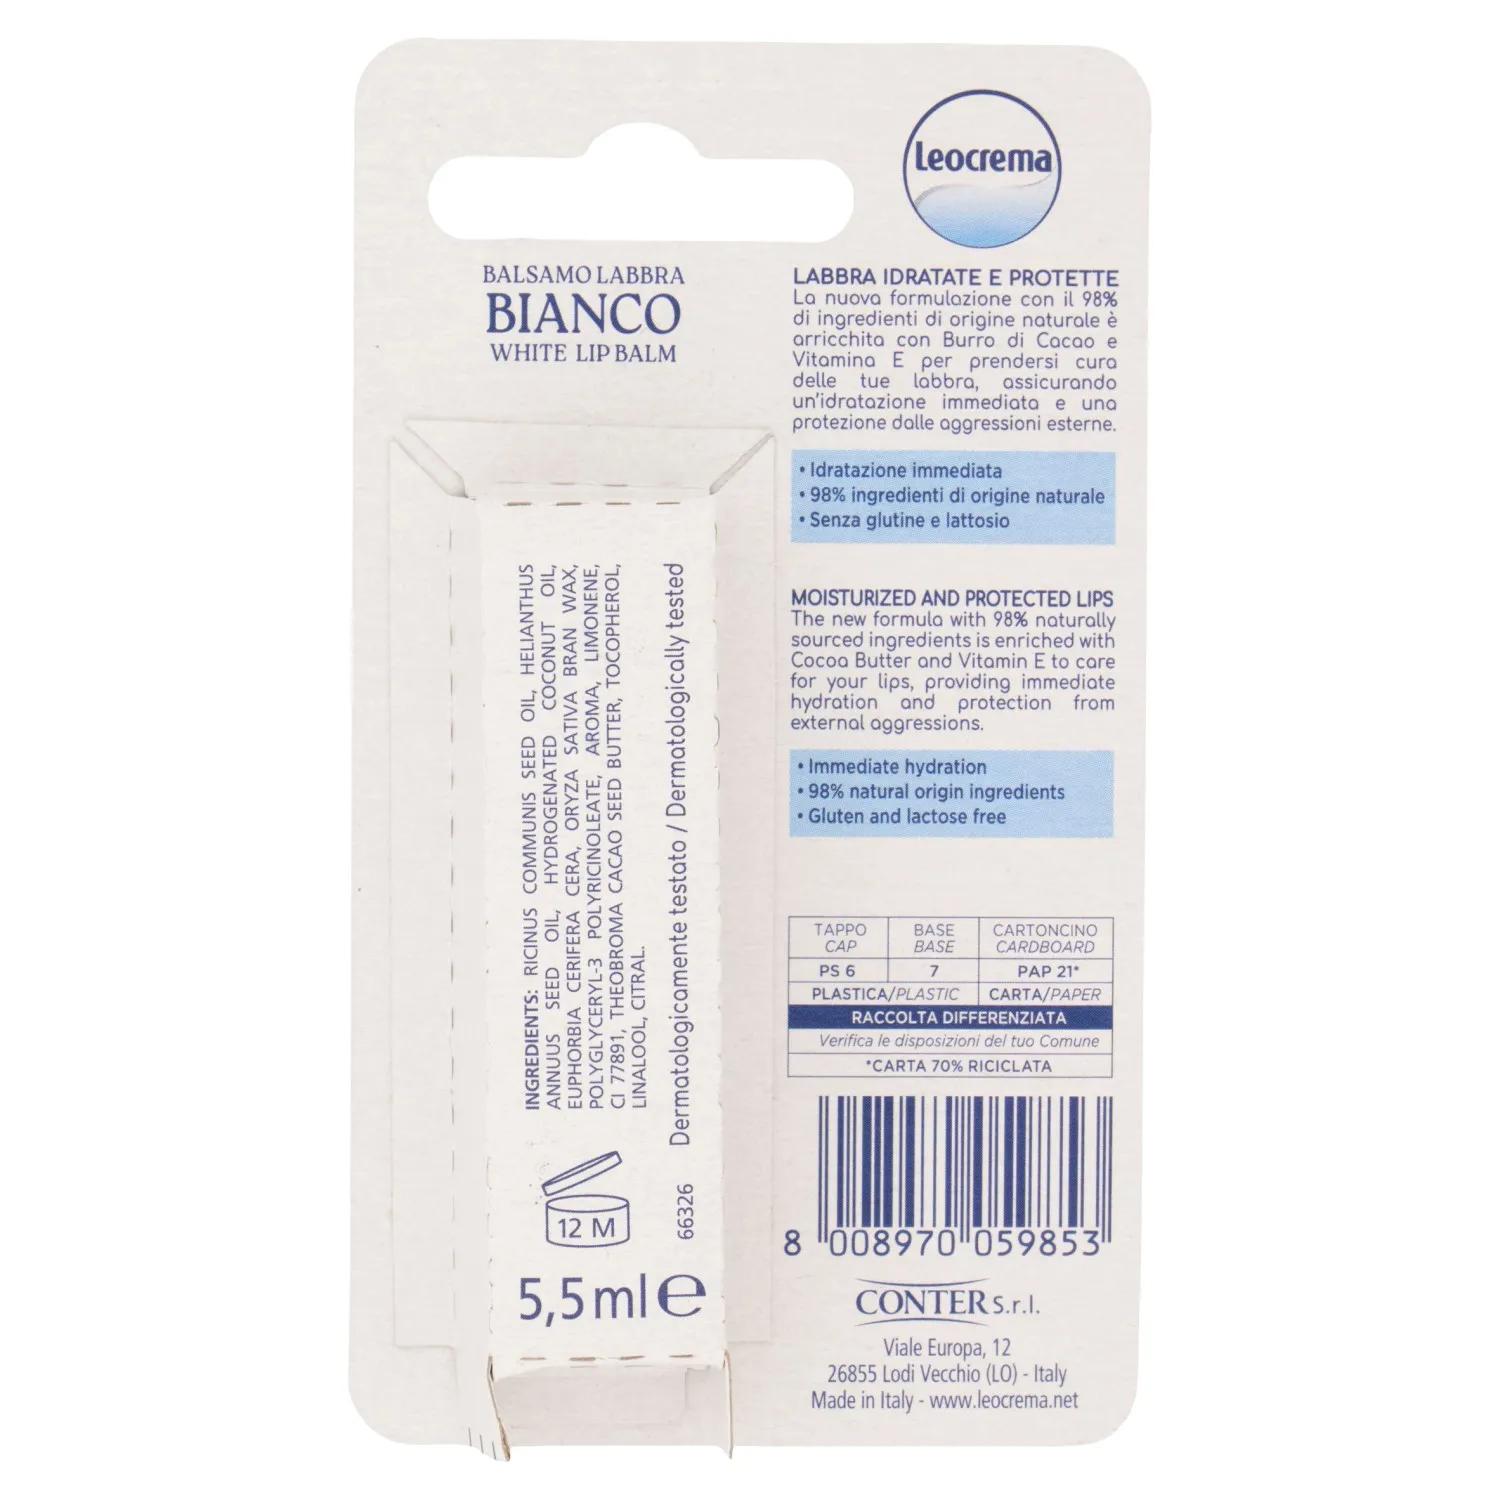 Leocrema
BALSAMO LABBRA
BIANCO
WHITE LIP BALM
LABBRA IDRATATE E PROTETTE
La nuova formulazione con il 98%
di ingredienti di origine naturale è
arricchita con Burro di Cacao e
Vitamina E per prendersi cura
delle tue labbra, assicurando
un'idratazione immediata e una
protezione dalle aggressioni esterne.
• Idratazione immediata
• 98% ingredienti di origine naturale
• Senza glutine e lattosio
MOISTURIZED AND PROTECTED LIPS
The new formula with 98% naturally
sourced ingredients is enriched with
Cocoa Butter and Vitamin E to care
for your lips, providing immediate
hydration and protection from
external aggressions.
• Immediate hydration
• 98% natural origin ingredients
• Gluten and lactose free
INGREDIENTS: RICINUS COMMUNIS SEED OIL, HELIANTHUS
ANNUUS SEED OIL, HYDROGENATED COCONUT OIL,
EUPHORBIA CERIFERA CERA, ORYZA SATIVA BRAN WAX,
POLYGLYCERYL-3 POLYRICINOLEATE, AROMA, LIMONENE,
CI 77891, THEOBROMA CACAO SEED BUTTER, TOCOPHEROL,
LINALOOL, CITRAL.
Dermatologicamente testato / Dermatologically tested
12 M
66326
5,5 ml e
TAPPO BASE CARTONCINO
CAP BASE CARDBOARD
PS 6 7 PAP 21*
PLASTICA/PLASTIC CARTA/PAPER
RACCOLTA DIFFERENZIATA
Verifica le disposizioni del tuo Comune
*CARTA 70% RICICLATA
8 008970 059853
CONTER S.r.l.
Viale Europa, 12
26855 Lodi Vecchio (LO) - Italy
Made in Italy - www.leocrema.net